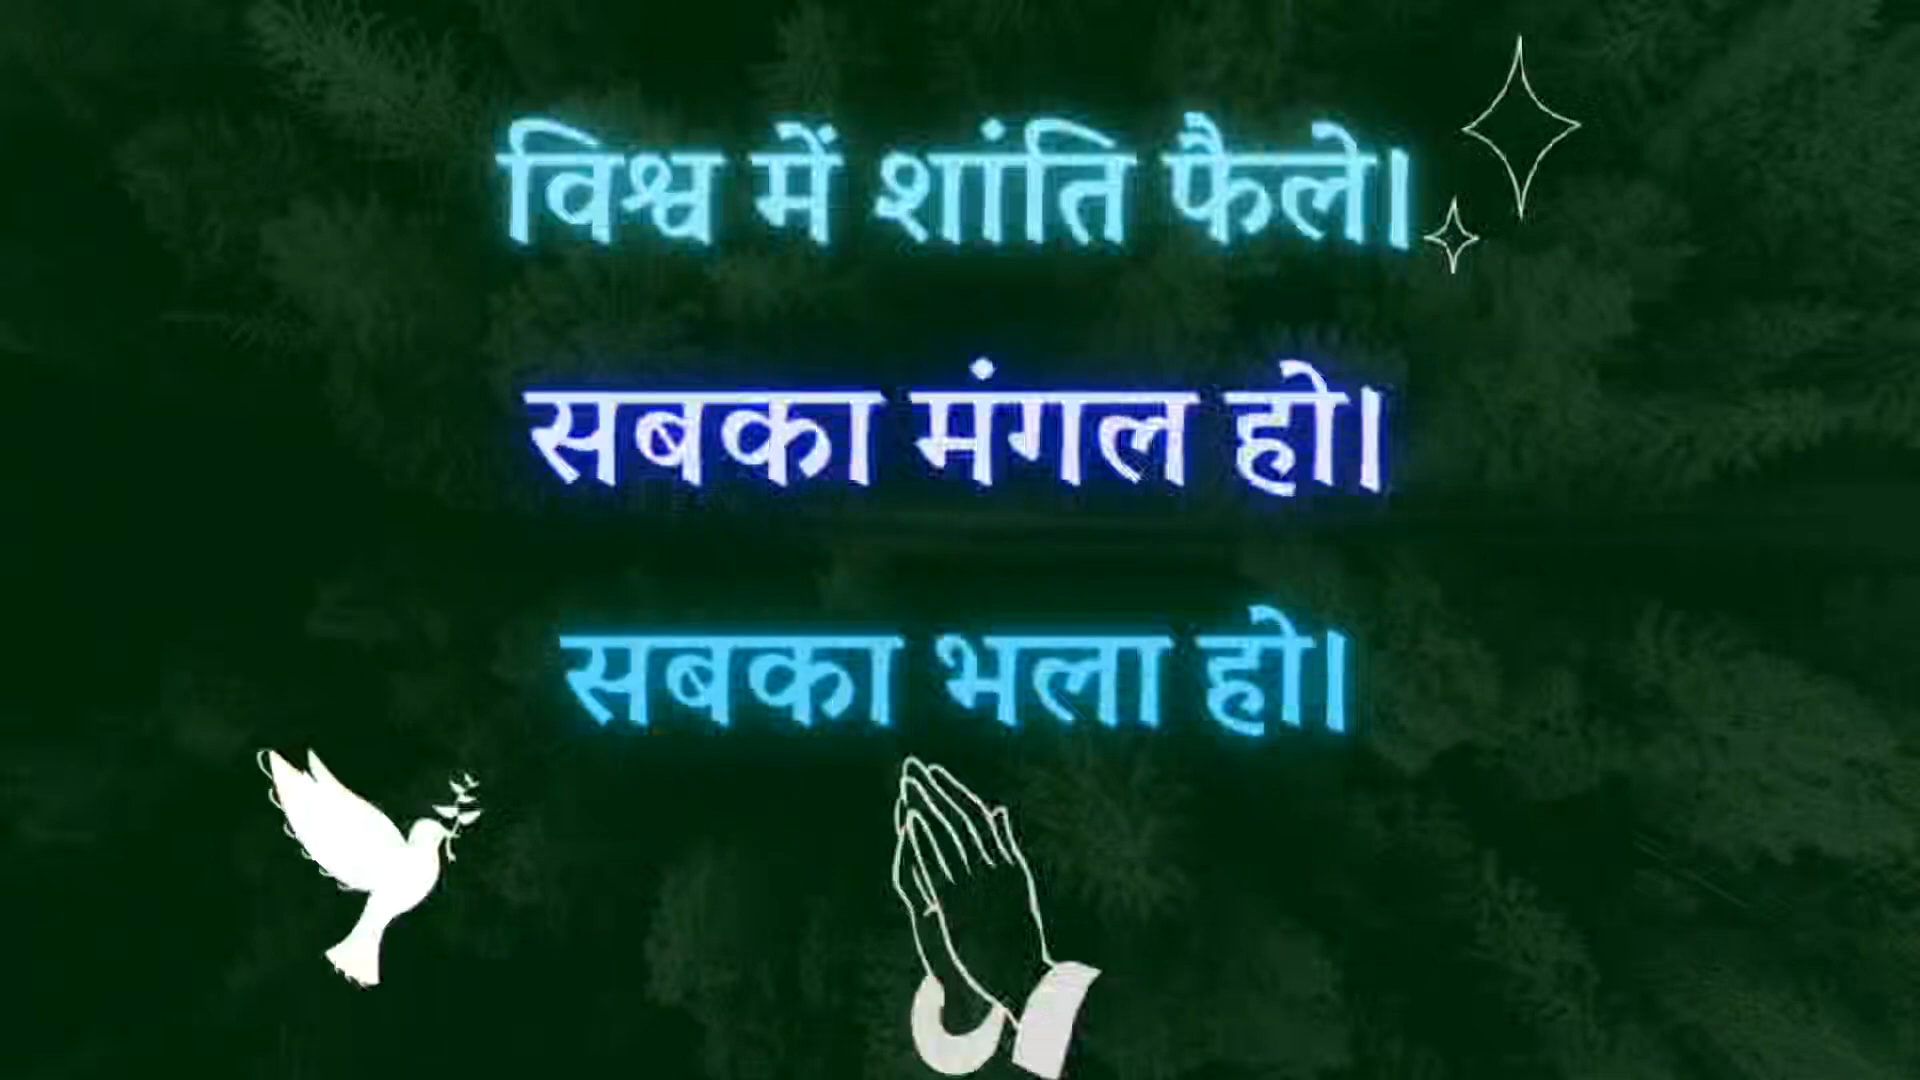 विश्व में शांति फैले।
सबका मंगल हो।
सबका भला हो।